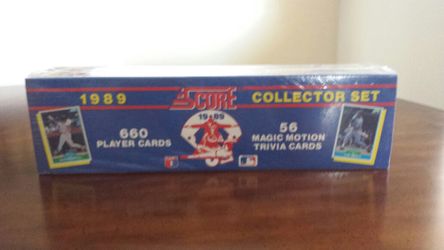 1989 SCORE COLLECTOR SET
1989
660
PLAYER CARDS
56
MAGIC MOTION
TRIVIA CARDS